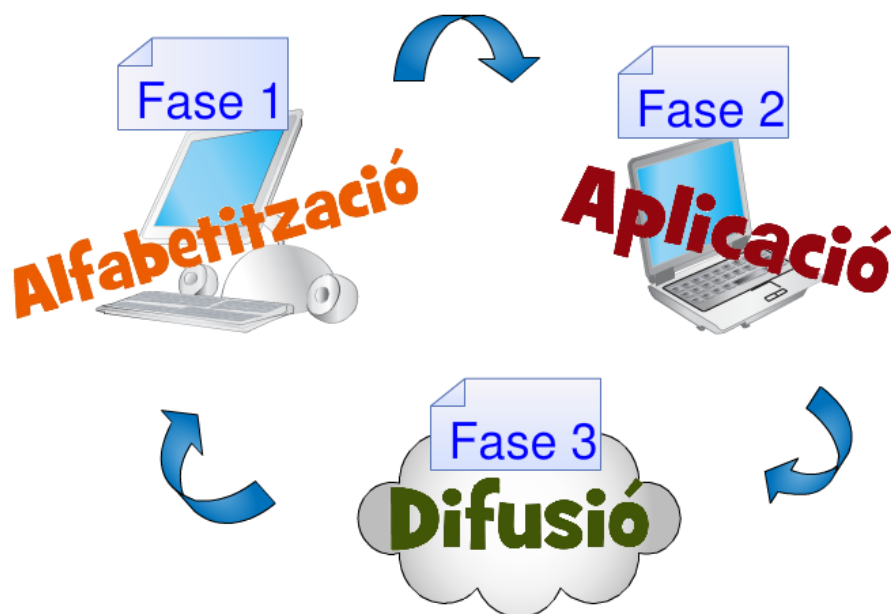 Fase 1
Alfabetització
Fase 2
Aplicació
Fase 3
Difusió